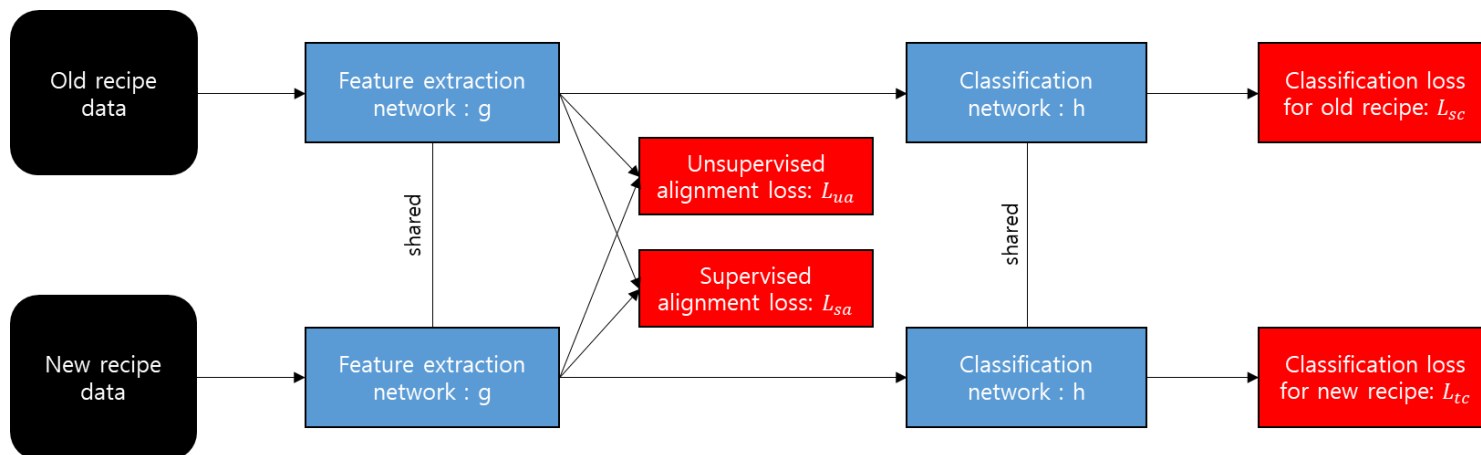 Old recipe
data
Feature extraction
network : g
Classification
network : h
Classification loss
for old recipe: L_sc
Unsupervised
alignment loss: L_ua
shared
shared
Supervised
alignment loss: L_sa
New recipe
data
Feature extraction
network : g
Classification
network : h
Classification loss
for new recipe: L_tc